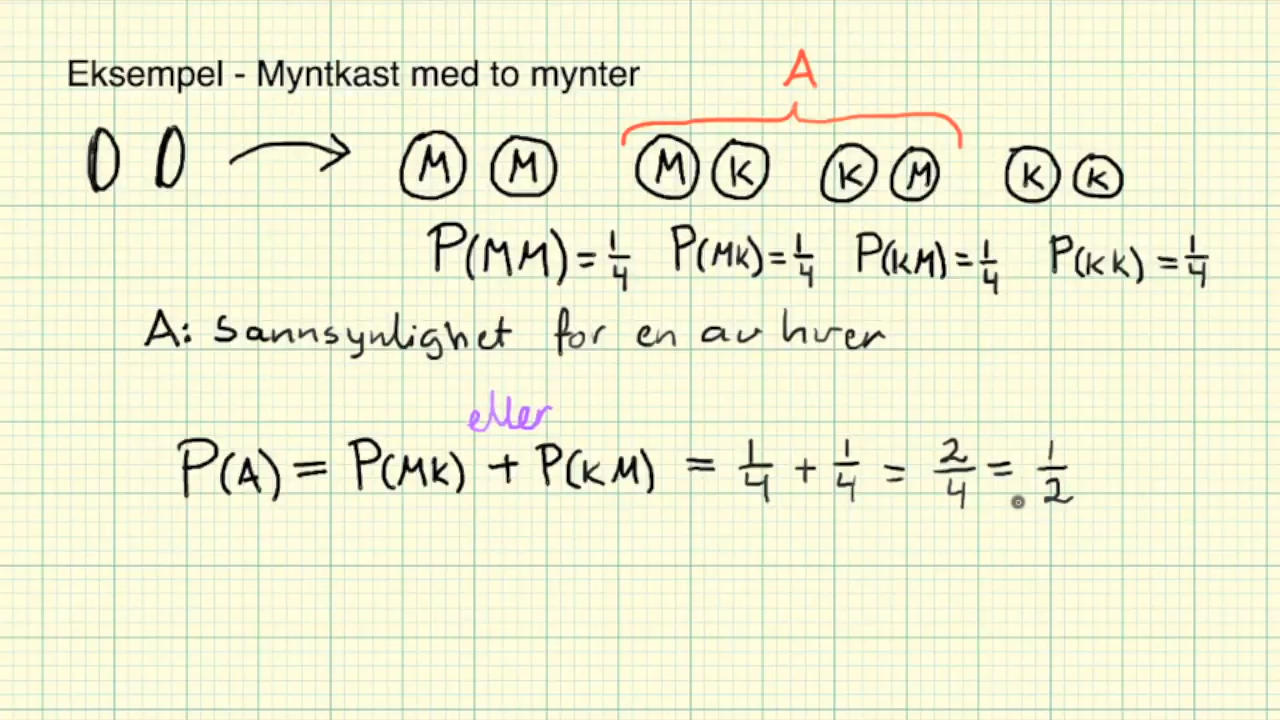 Eksempel - Myntkast med to mynter
A
M M M K K M K K
P(MM) = 1/4 P(MK) = 1/4 P(KM) = 1/4 P(KK) = 1/4
A: Sannsynlighet for en av hver
eller
P(A) = P(MK) + P(KM) = 1/4 + 1/4 = 2/4 = 1/2